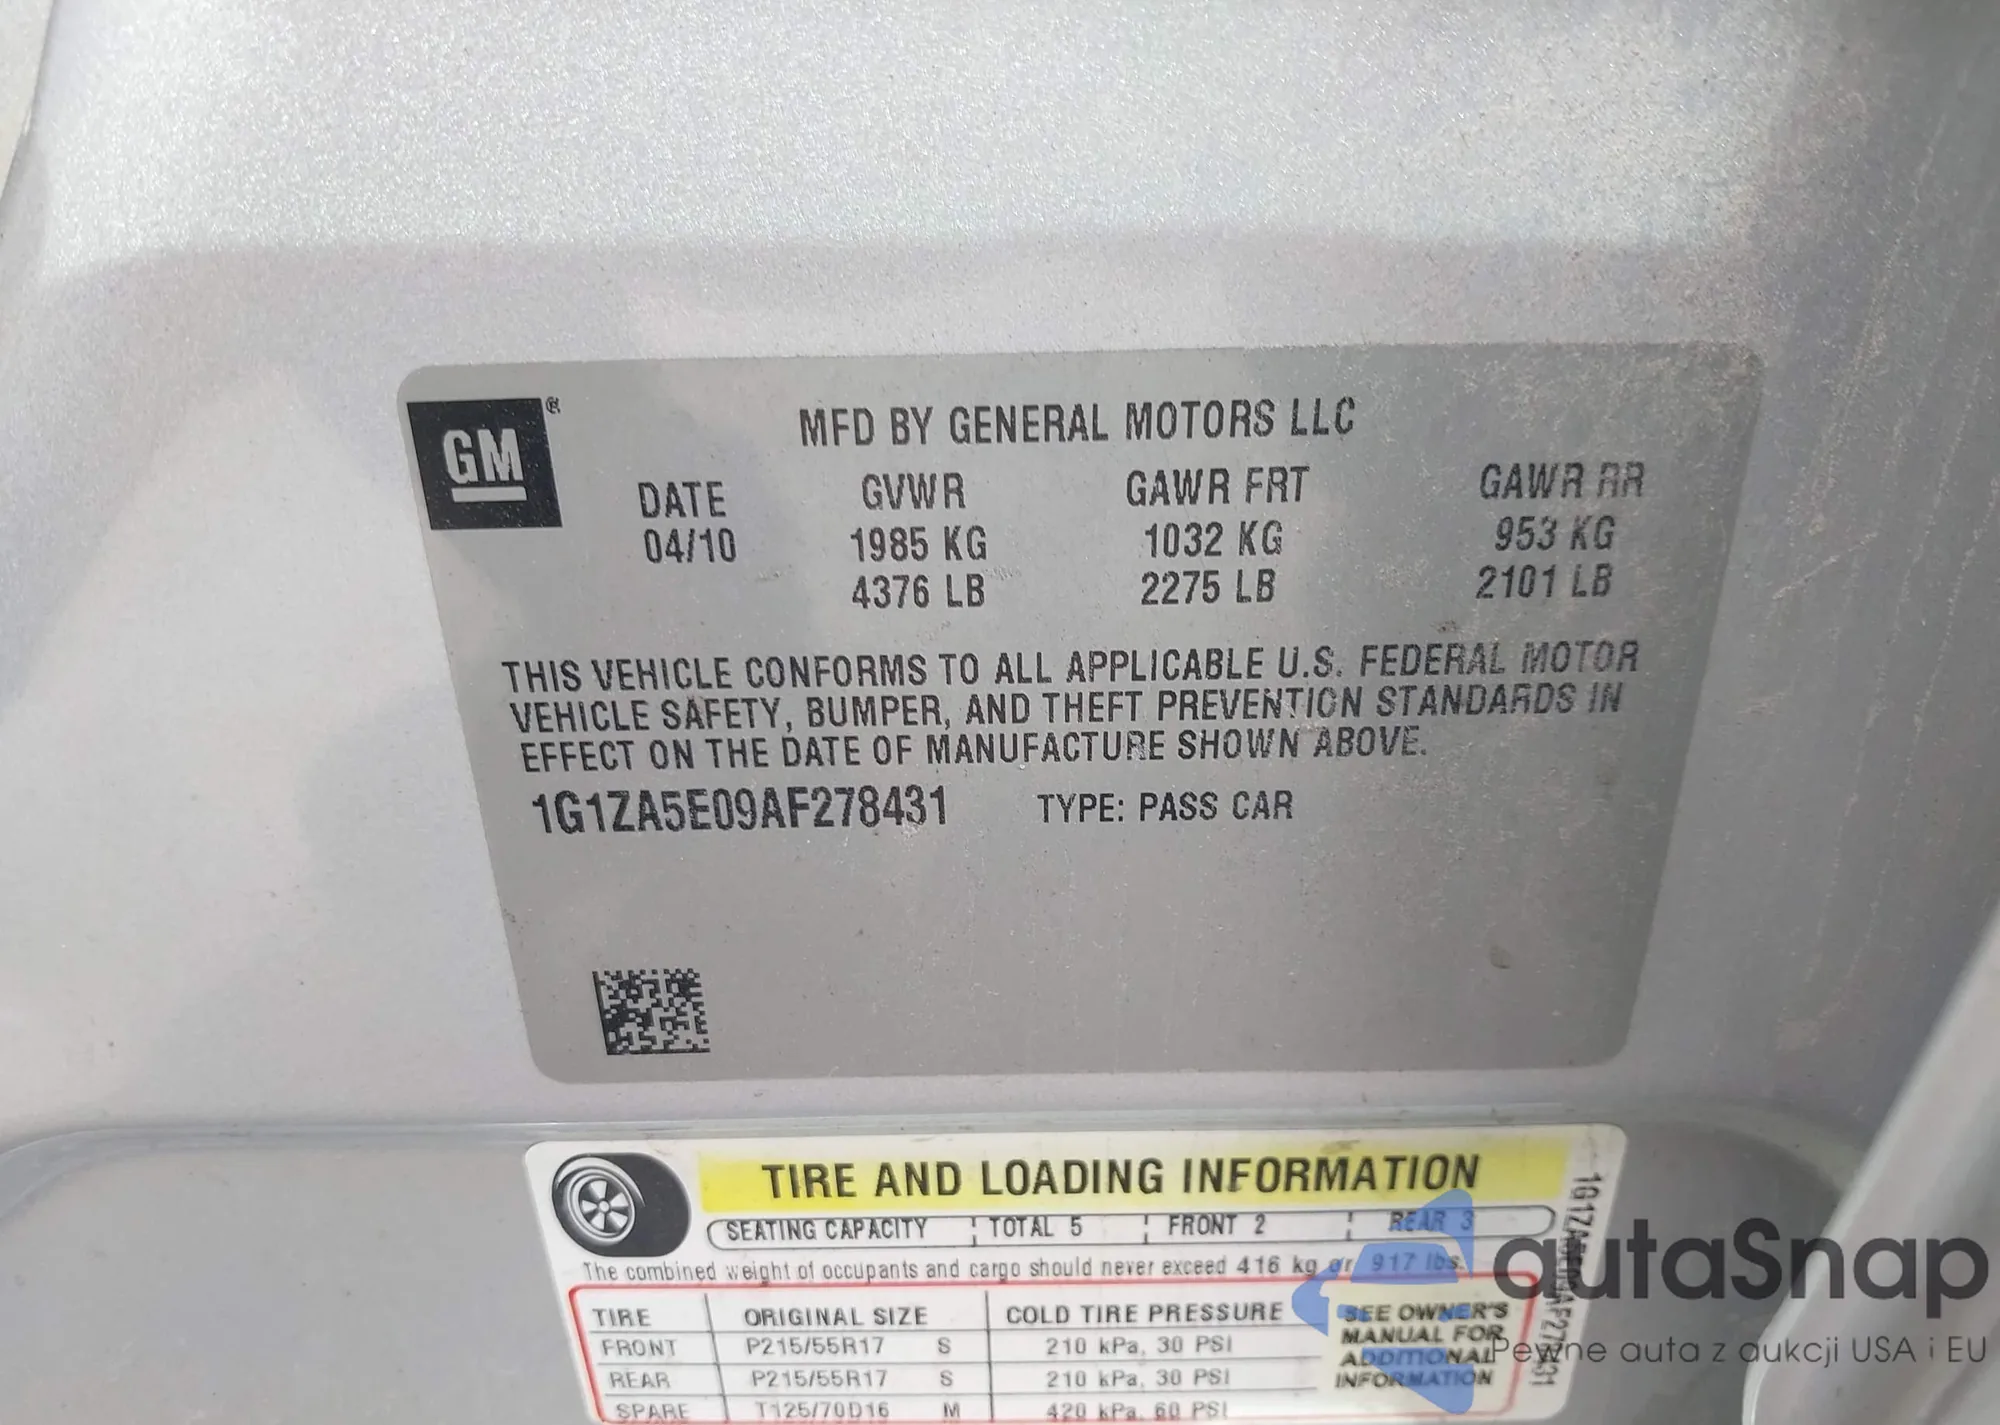 GM ®
MFD BY GENERAL MOTORS LLC
DATE GVWR GAWR FRT GAWR RR
04/10 1985 KG 1032 KG 953 KG
4376 LB 2275 LB 2101 LB
THIS VEHICLE CONFORMS TO ALL APPLICABLE U.S. FEDERAL MOTOR
VEHICLE SAFETY, BUMPER, AND THEFT PREVENTION STANDARDS IN
EFFECT ON THE DATE OF MANUFACTURE SHOWN ABOVE.
1G1ZA5E09AF278431 TYPE: PASS CAR
TIRE AND LOADING INFORMATION
SEATING CAPACITY TOTAL 5 FRONT 2 REAR 3
The combined weight of occupants and cargo should never exceed 416 kg or 917 lbs.
TIRE ORIGINAL SIZE COLD TIRE PRESSURE
FRONT P215/55R17 S 210 kPa, 30 PSI
REAR P215/55R17 S 210 kPa, 30 PSI
SPARE T125/70D16 M 420 kPa, 60 PSI
SEE OWNER'S
MANUAL FOR
ADDITIONAL
INFORMATION
autaSnap
Pewne auta z aukcji USA i EU